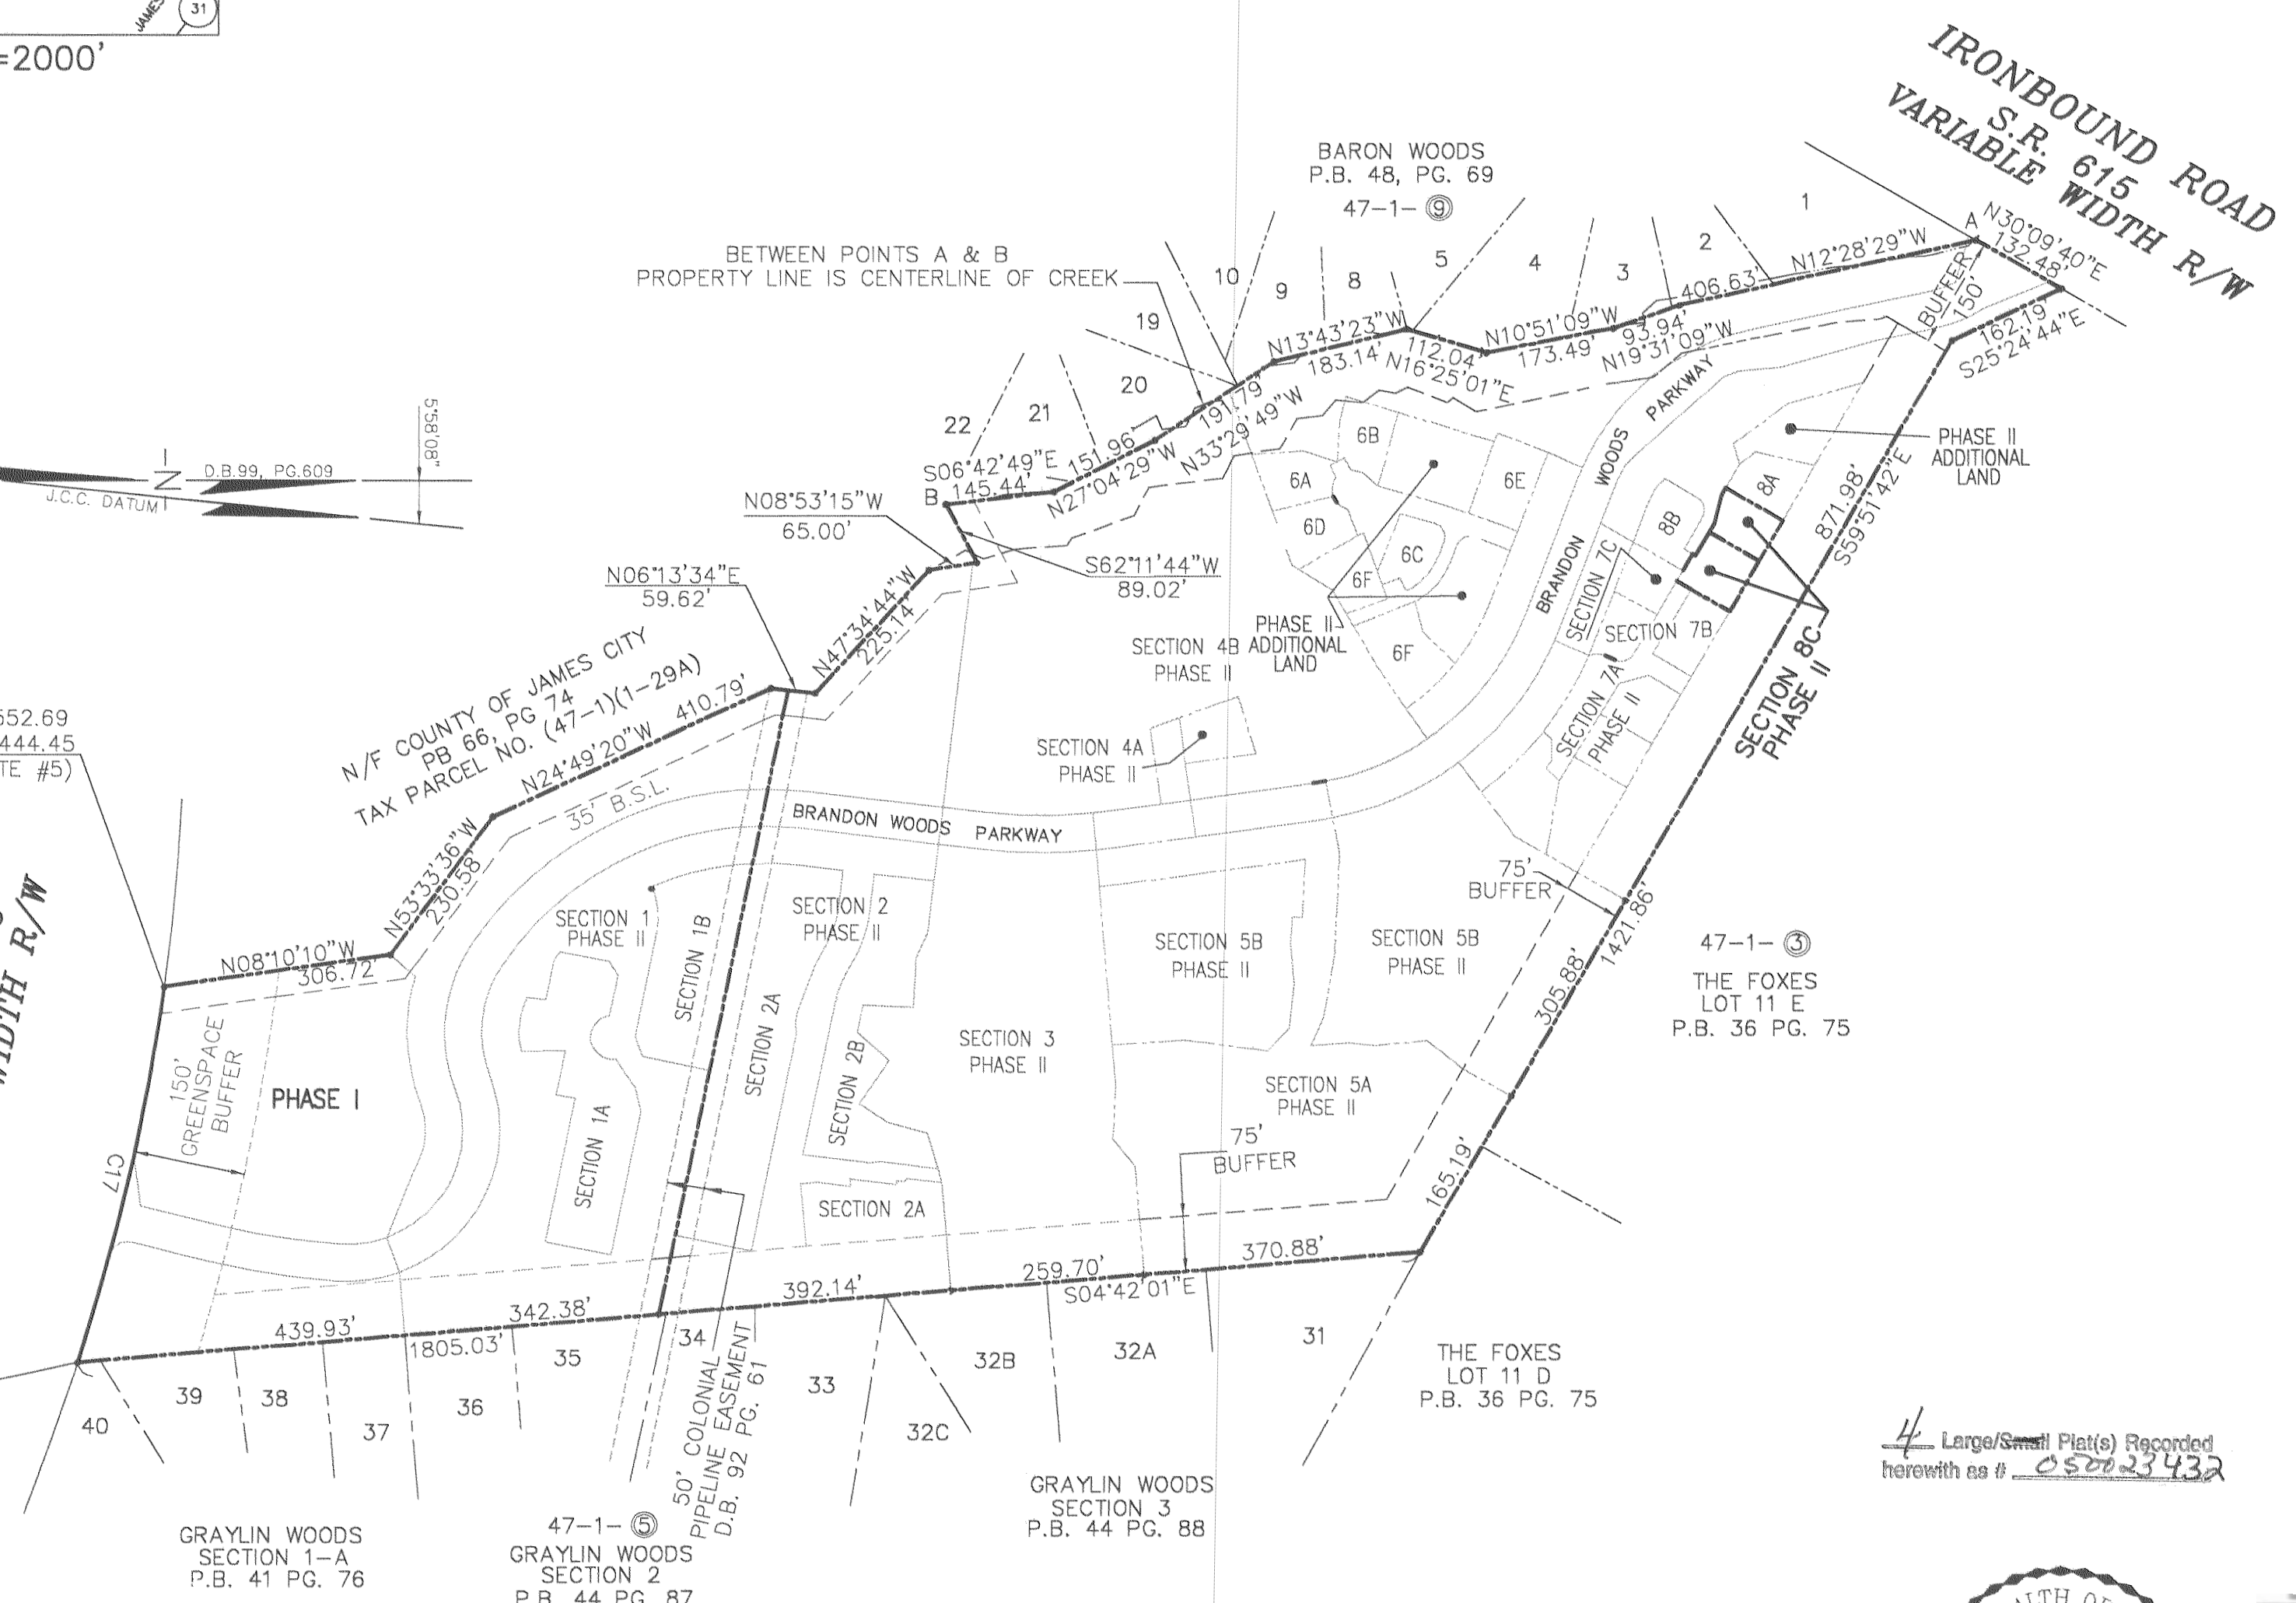 31
=2000'
IRONBOUND ROAD
S.R. 615
VARIABLE WIDTH R/W
BARON WOODS
P.B. 48, PG. 69
47-1- 9
BETWEEN POINTS A & B
PROPERTY LINE IS CENTERLINE OF CREEK
1
2
3
4
5
8
9
10
19
20
21
22
A
N30°09'40"E
132.48'
BUFFER
150'
162.19'
S25°24'44"E
N12°28'29"W
406.63'
93.94'
N19°31'09"W
N10°51'09"W
173.49'
112.04'
N16°25'01"E
N13°43'23"W
183.14'
191.79'
N33°29'49"W
151.96'
N27°04'29"W
S06°42'49"E
B 145.44'
N08°53'15"W
65.00'
S62°11'44"W
89.02'
N06°13'34"E
59.62'
N47°34'44"W
225.14'
N/F COUNTY OF JAMES CITY
PB 66, PG 74
TAX PARCEL NO. (47-1)(1-29A)
N24°49'20"W 410.79'
35' B.S.L.
N53°33'36"W
230.58'
N08°10'10"W
306.72'
D.B.99, PG.609
N
J.C.C. DATUM
5°58'08"
552.69
444.45
TE #5)
WIDTH R/W
6B
6A
6E
6D
6C
6F
6F
PHASE II
ADDITIONAL
LAND
BRANDON WOODS PARKWAY
PHASE II
ADDITIONAL
LAND
8A
8B
SECTION 7C
SECTION 7B
SECTION 7A
PHASE II
SECTION 8C
PHASE II
871.98'
S59°51'42"E
SECTION 4B
PHASE II
SECTION 4A
PHASE II
BRANDON WOODS PARKWAY
75'
BUFFER
1421.86'
305.88'
165.19'
47-1- 3
THE FOXES
LOT 11 E
P.B. 36 PG. 75
SECTION 1
PHASE II
SECTION 1B
SECTION 2
PHASE II
SECTION 5B
PHASE II
SECTION 5B
PHASE II
SECTION 2A
SECTION 2B
SECTION 3
PHASE II
SECTION 5A
PHASE II
SECTION 1A
SECTION 2A
150'
GREENSPACE
BUFFER
PHASE I
C17
75'
BUFFER
370.88'
259.70'
S04°42'01"E
392.14'
342.38'
439.93'
1805.03'
40
39
38
37
36
35
34
33
32C
32B
32A
31
50' COLONIAL
PIPELINE EASEMENT
D.B. 92 PG. 61
THE FOXES
LOT 11 D
P.B. 36 PG. 75
GRAYLIN WOODS
SECTION 1-A
P.B. 41 PG. 76
47-1- 5
GRAYLIN WOODS
SECTION 2
P.B. 44 PG. 87
GRAYLIN WOODS
SECTION 3
P.B. 44 PG. 88
4 Large/Small Plat(s) Recorded
herewith as # 050023432